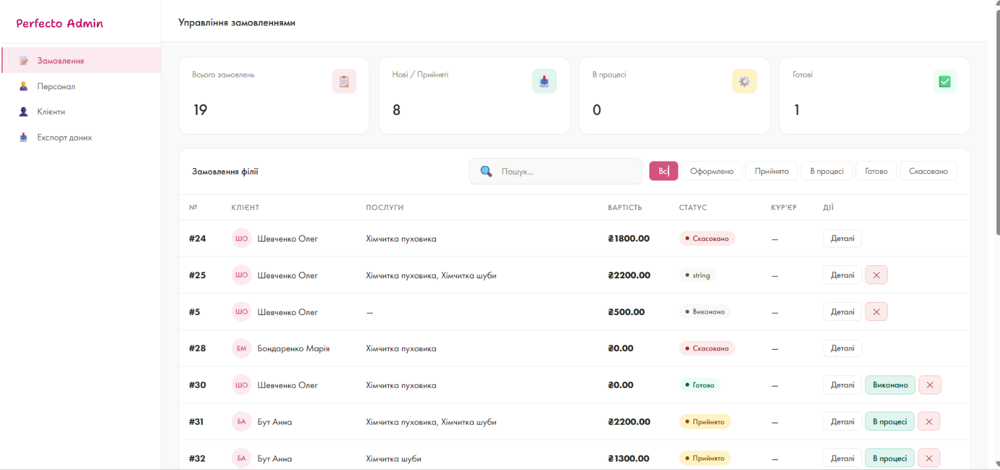 Perfecto Admin
Управління замовленнями
Замовлення
Персонал
Клієнти
Експорт даних
Всього замовлень
19
Нові / Прийняті
8
В процесі
0
Готові
1
Замовлення філії
Пошук...
Всі Оформлено Прийнято В процесі Готово Скасовано
№ КЛІЄНТ ПОСЛУГИ ВАРТІСТЬ СТАТУС КУР'ЄР ДІЇ
#24 ШО Шевченко Олег Хімчитка пуховика ₴1800.00 Скасовано — Деталі
#25 ШО Шевченко Олег Хімчитка пуховика, Хімчитка шуби ₴2200.00 string — Деталі ×
#5 ШО Шевченко Олег — ₴500.00 Виконано — Деталі ×
#28 БМ Бондаренко Марія Хімчитка пуховика ₴0.00 Скасовано — Деталі
#30 ШО Шевченко Олег Хімчитка пуховика ₴0.00 Готово — Деталі Виконано ×
#31 БА Бут Анна Хімчитка пуховика, Хімчитка шуби ₴2200.00 Прийнято — Деталі В процесі ×
#32 БА Бут Анна Хімчитка шуби ₴1300.00 Прийнято — Деталі В процесі ×